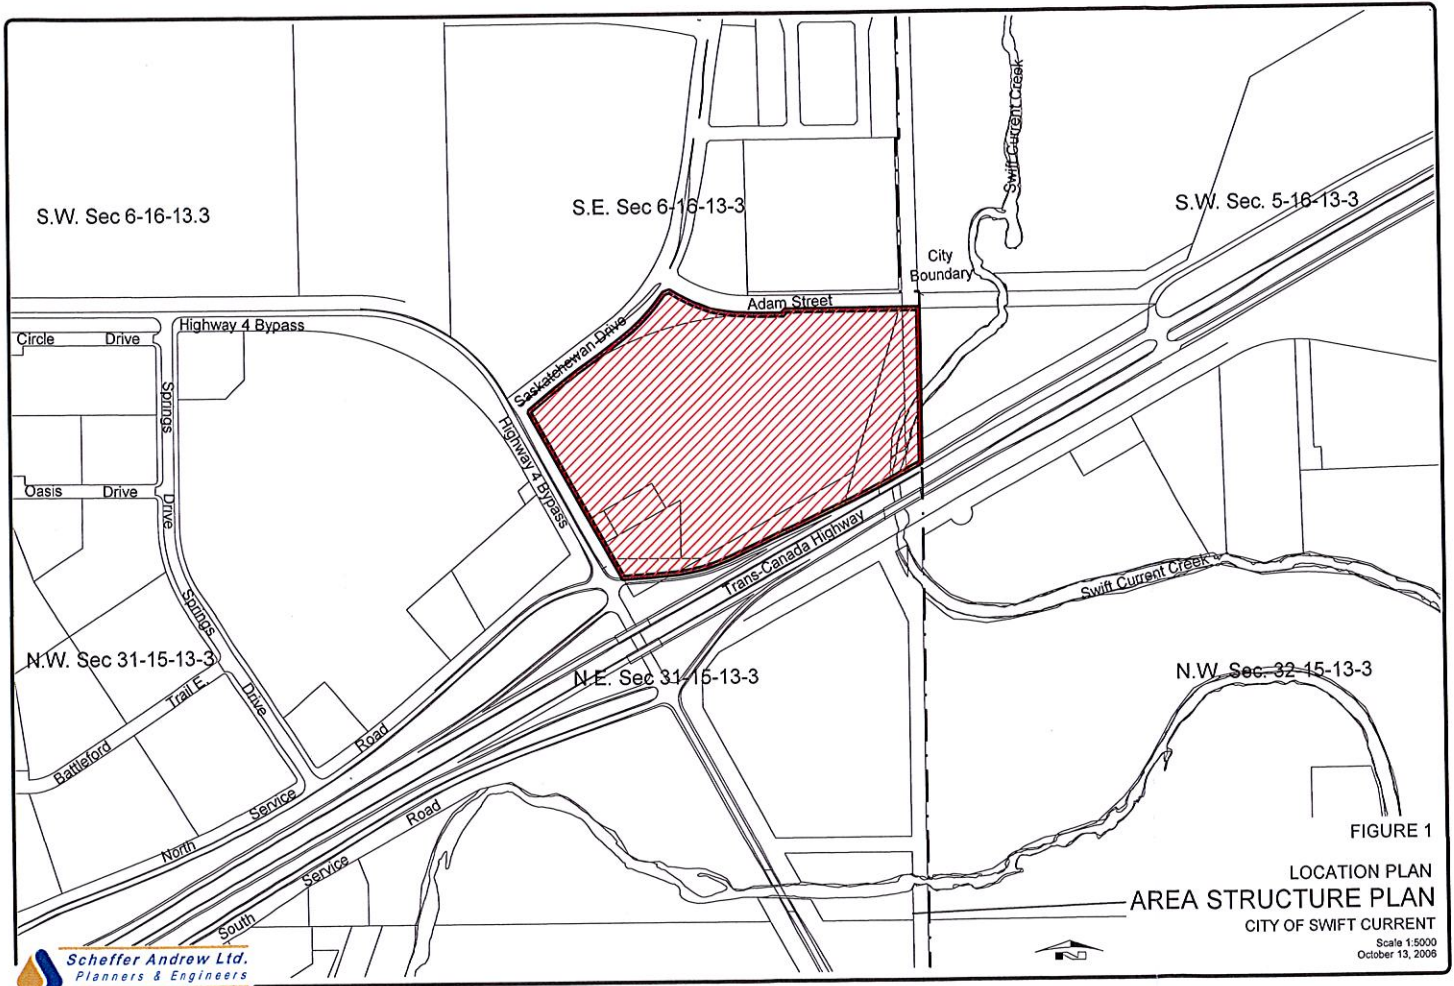 Swift Current Creek
S.W. Sec 6-16-13.3
S.E. Sec 6-16-13-3
S.W. Sec. 5-16-13-3
City
Boundary
Adam Street
Highway 4 Bypass
Circle Drive
Saskatchewan Drive
Springs Drive
Highway 4 Bypass
Oasis Drive
Trans-Canada Highway
Swift Current Creek
Springs Drive
N.W. Sec 31-15-13-3
N.E. Sec 31-15-13-3
N.W. Sec. 32-15-13-3
Battleford Trail E.
North Service Road
South Service Road
FIGURE 1
LOCATION PLAN
AREA STRUCTURE PLAN
CITY OF SWIFT CURRENT
Scale 1:5000
October 13, 2006
N
Scheffer Andrew Ltd.
Planners & Engineers